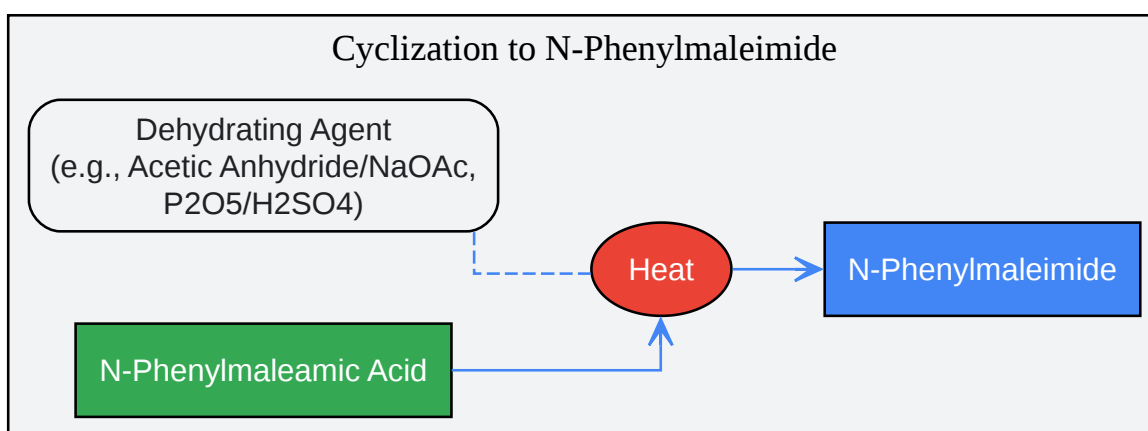 Cyclization to N-Phenylmaleimide
Dehydrating Agent
(e.g., Acetic Anhydride/NaOAc,
P2O5/H2SO4)
Heat
N-Phenylmaleimide
N-Phenylmaleamic Acid